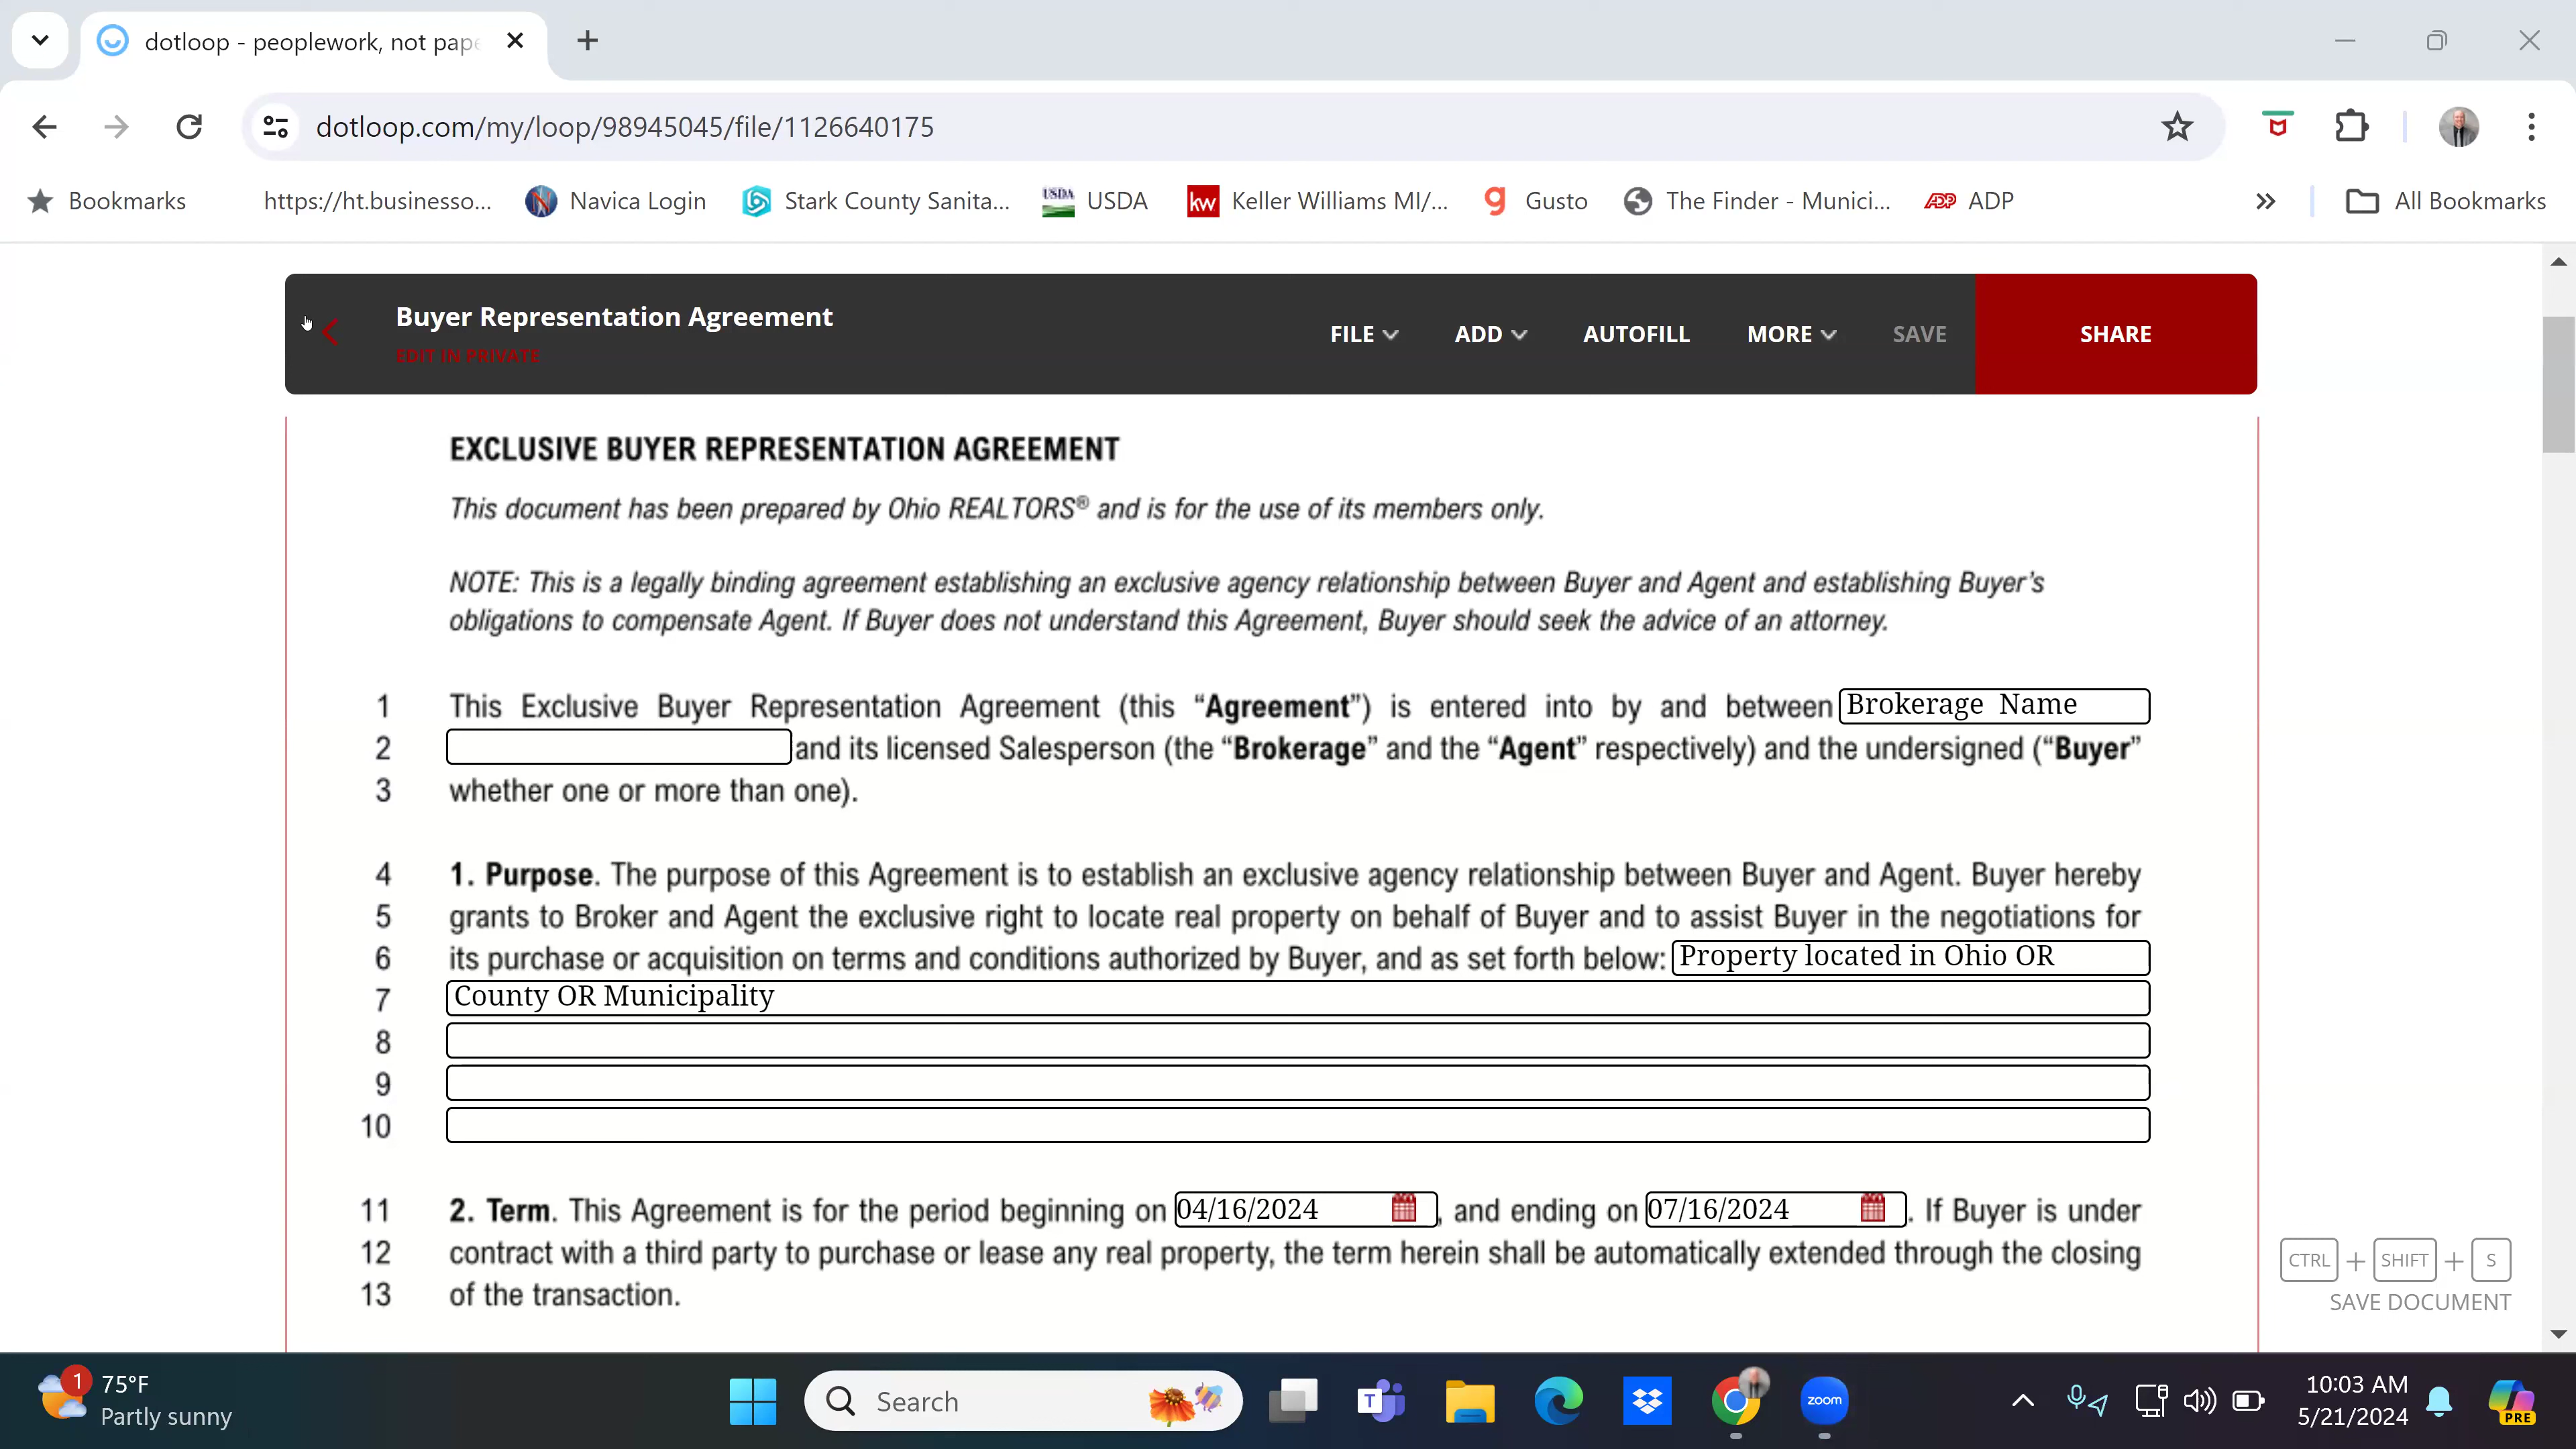 dotloop - peoplework, not pape
dotloop.com/my/loop/98945045/file/1126640175
Bookmarks https://ht.businesso... Navica Login Stark County Sanita... USDA USDA kw Keller Williams MI/... Gusto The Finder - Munici... ADP ADP » All Bookmarks
Buyer Representation Agreement
EDIT IN PRIVATE
FILE ADD AUTOFILL MORE SAVE SHARE
EXCLUSIVE BUYER REPRESENTATION AGREEMENT
This document has been prepared by Ohio REALTORS® and is for the use of its members only.
NOTE: This is a legally binding agreement establishing an exclusive agency relationship between Buyer and Agent and establishing Buyer's
obligations to compensate Agent. If Buyer does not understand this Agreement, Buyer should seek the advice of an attorney.
1 This Exclusive Buyer Representation Agreement (this “Agreement”) is entered into by and between Brokerage Name
2 and its licensed Salesperson (the “Brokerage” and the “Agent” respectively) and the undersigned (“Buyer”
3 whether one or more than one).
4 1. Purpose. The purpose of this Agreement is to establish an exclusive agency relationship between Buyer and Agent. Buyer hereby
5 grants to Broker and Agent the exclusive right to locate real property on behalf of Buyer and to assist Buyer in the negotiations for
6 its purchase or acquisition on terms and conditions authorized by Buyer, and as set forth below: Property located in Ohio OR
7 County OR Municipality
8
9
10
11 2. Term. This Agreement is for the period beginning on 04/16/2024, and ending on 07/16/2024. If Buyer is under
12 contract with a third party to purchase or lease any real property, the term herein shall be automatically extended through the closing
13 of the transaction.
CTRL + SHIFT + S
SAVE DOCUMENT
1 75°F
Partly sunny
Search
T
zoom
10:03 AM
5/21/2024
PRE